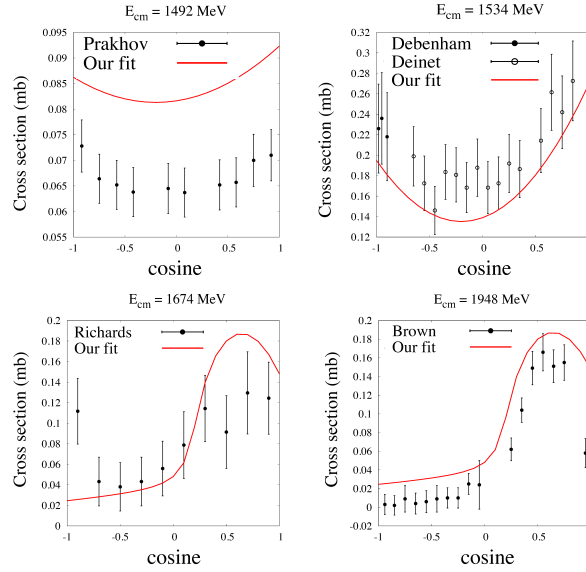 E_cm = 1492 MeV
0.095
0.09
0.085
0.08
0.075
0.07
0.065
0.06
0.055
Cross section (mb)
Prakhov
Our fit
-1 -0.5 0 0.5 1
cosine
E_cm = 1534 MeV
0.32
0.3
0.28
0.26
0.24
0.22
0.2
0.18
0.16
0.14
0.12
Cross section (mb)
Debenham
Deinet
Our fit
-1 -0.5 0 0.5 1
cosine
E_cm = 1674 MeV
0.2
0.16
0.12
0.08
0.04
0
Cross section (mb)
Richards
Our fit
-1 -0.5 0 0.5 1
cosine
E_cm = 1948 MeV
0.2
0.18
0.16
0.14
0.12
0.1
0.08
0.06
0.04
0.02
0
-0.02
Cross section (mb)
Brown
Our fit
-1 -0.5 0 0.5 1
cosine